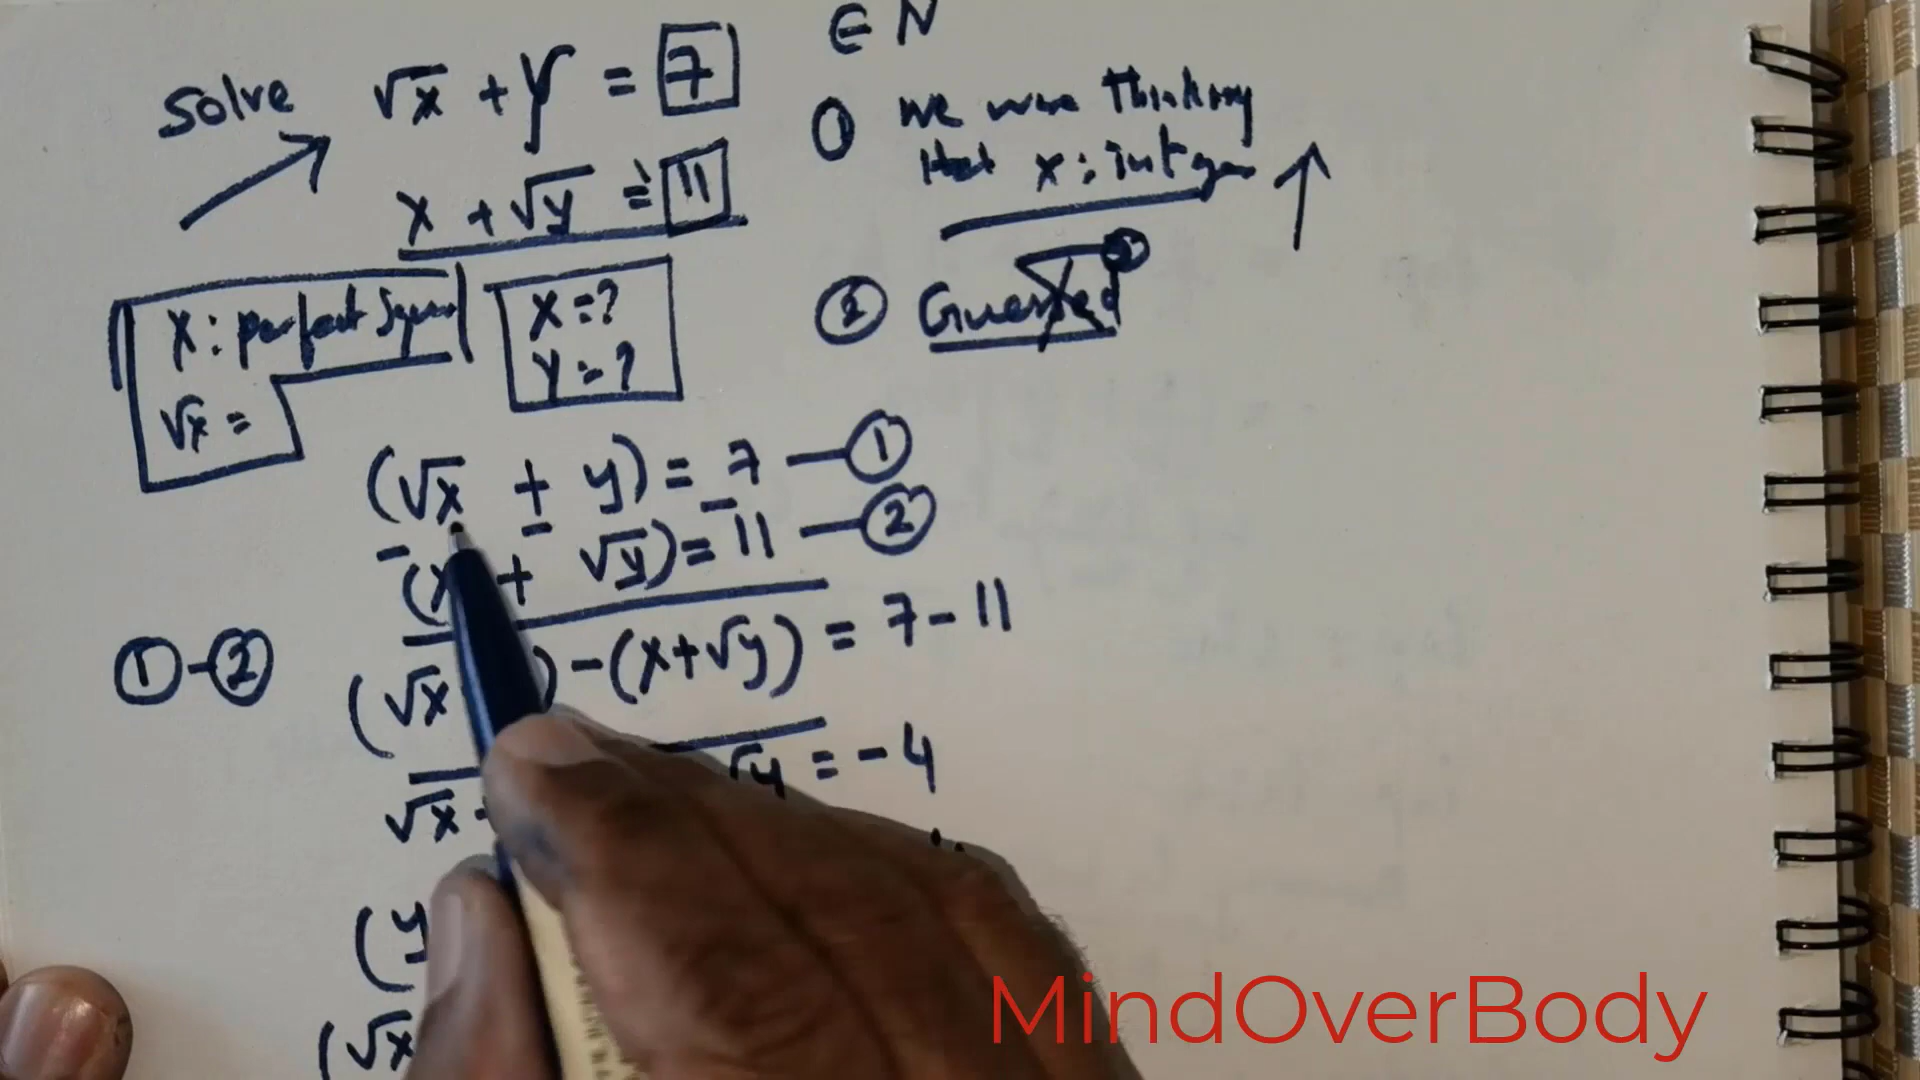 Solve √x + y = 7
x + √y = 11
∈ N
① we were thinking
that x : integer
② Guessed
x : perfect square
√x =
x = ?
y = ?
(√x + y) = 7 — ①
- - -
(x + √y) = 11 — ②
① - ② (√x ) - (x + √y) = 7 - 11
√x - √y = - 4
(y
(√x
MindOverBody